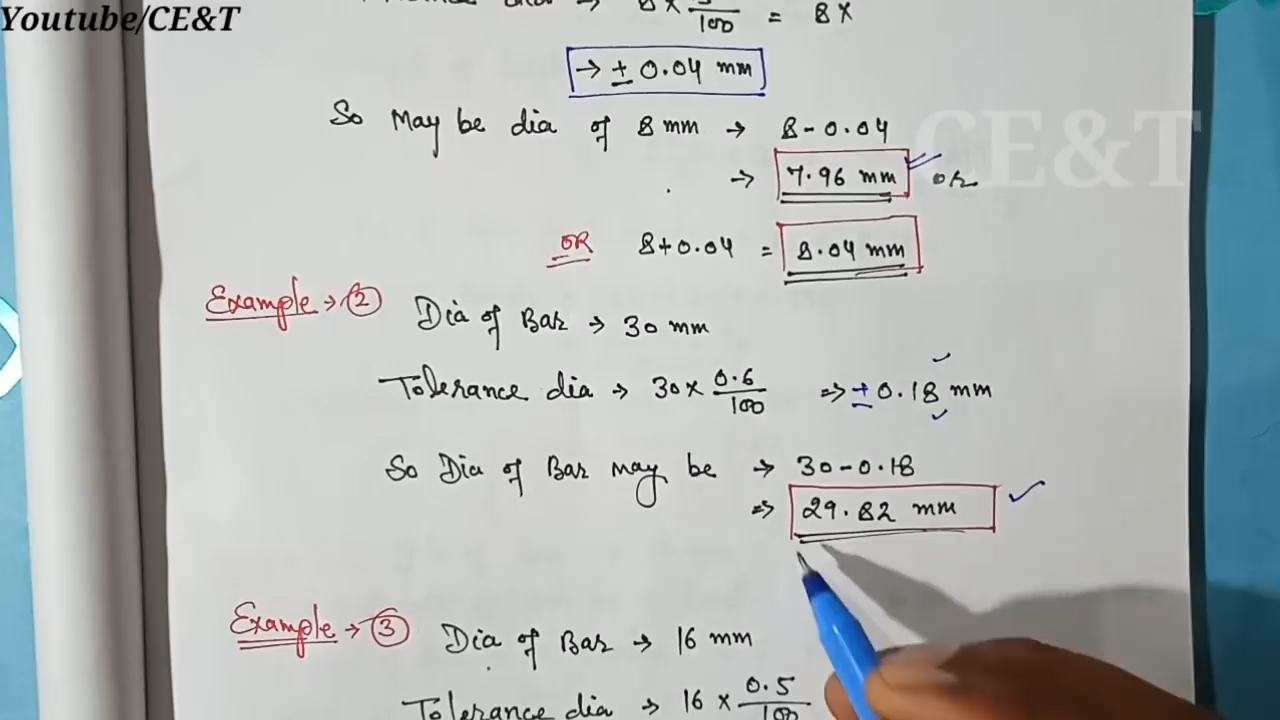 Youtube/CE&T
100 = 8 x
→ ± 0.04 mm
CE&T
So May be dia of 8 mm → 8 - 0.04
→ 7.96 mm or
OR 8 + 0.04 = 8.04 mm
Example → ② Dia of Bar → 30 mm
Tolerance dia → 30 x 0.6/100 ⇒ ± 0.18 mm
So Dia of Bar may be → 30 - 0.18
⇒ 29.82 mm
Example → ③ Dia of Bar → 16 mm
Tolerance dia → 16 x 0.5/100